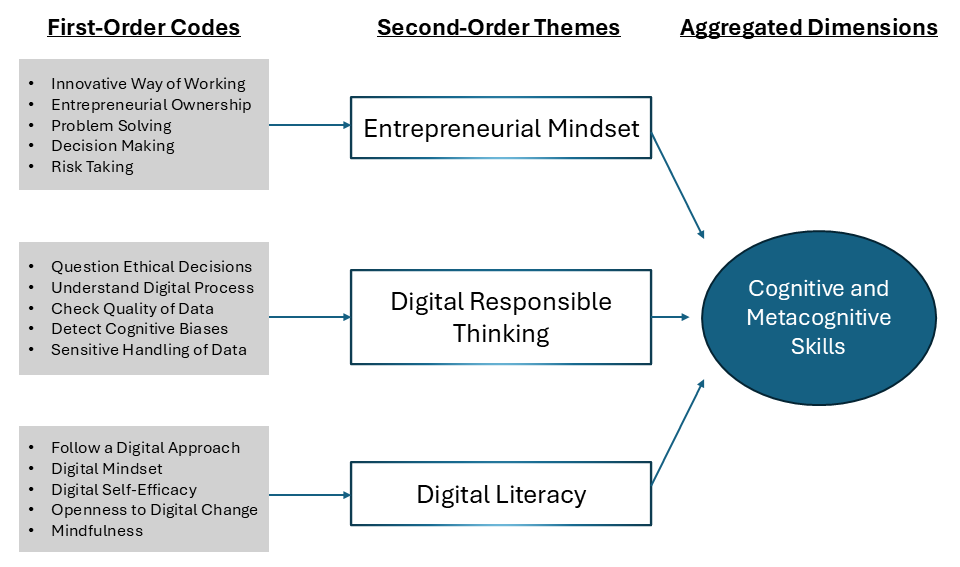 First-Order Codes
Second-Order Themes
Aggregated Dimensions
• Innovative Way of Working
• Entrepreneurial Ownership
• Problem Solving
• Decision Making
• Risk Taking
Entrepreneurial Mindset
• Question Ethical Decisions
• Understand Digital Process
• Check Quality of Data
• Detect Cognitive Biases
• Sensitive Handling of Data
Digital Responsible
Thinking
Cognitive and
Metacognitive
Skills
• Follow a Digital Approach
• Digital Mindset
• Digital Self-Efficacy
• Openness to Digital Change
• Mindfulness
Digital Literacy